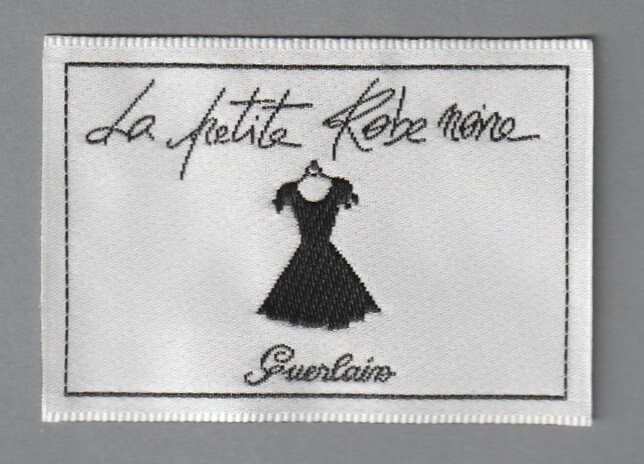 La petite Robe noire
Guerlain